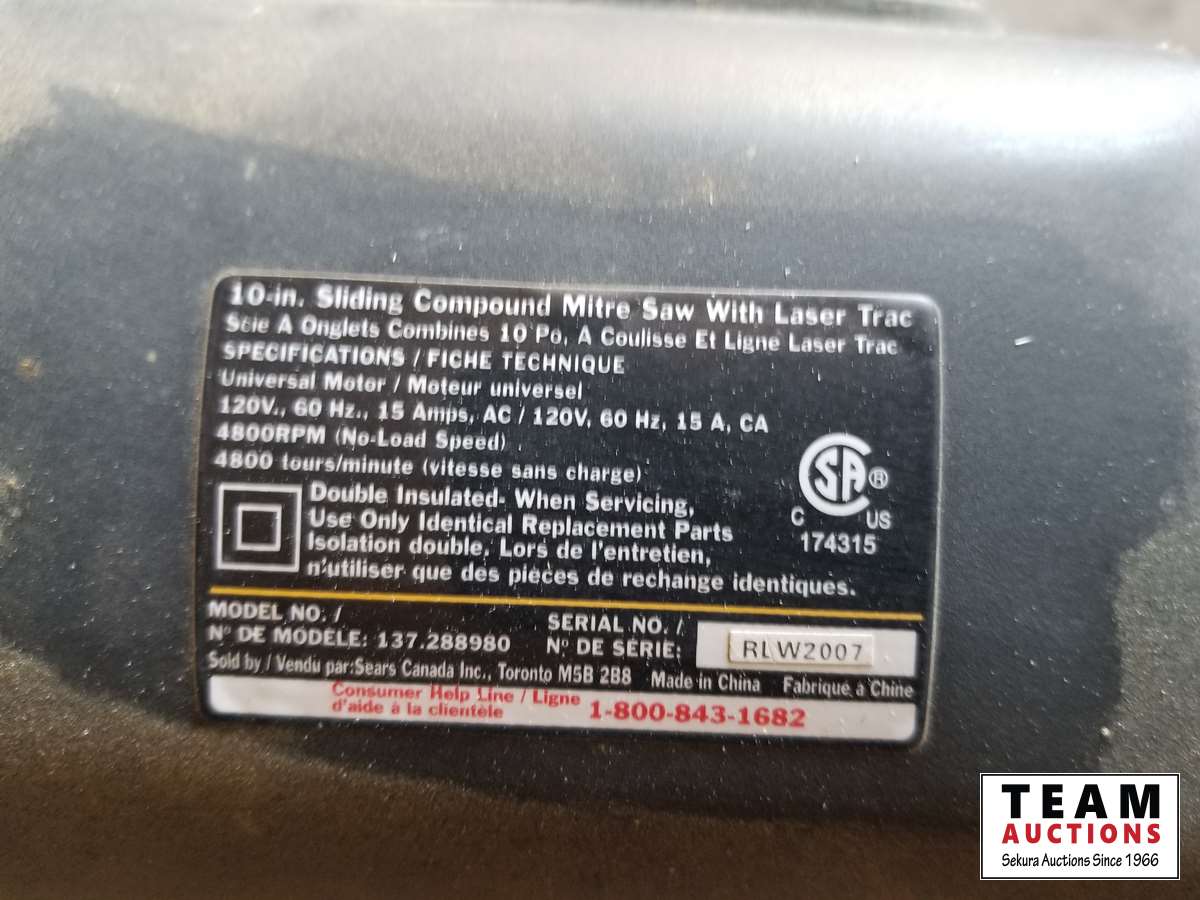 10-in. Sliding Compound Mitre Saw With Laser Trac
Scie A Onglets Combines 10 Po, A Coulisse Et Ligne Laser Trac
SPECIFICATIONS / FICHE TECHNIQUE
Universal Motor / Moteur universel
120V., 60 Hz., 15 Amps, AC / 120V, 60 Hz, 15 A, CA
4800RPM (No-Load Speed)
4800 tours/minute (vitesse sans charge)
Double Insulated- When Servicing,
Use Only Identical Replacement Parts
Isolation double. Lors de l'entretien,
n'utiliser que des pièces de rechange identiques.
SA ®
C US
174315
MODEL NO. /
N° DE MODÈLE: 137.288980
SERIAL NO. /
N° DE SÉRIE:
RLW2007
Sold by / Vendu par:Sears Canada Inc., Toronto M5B 2B8 Made in China Fabriqué à Chine
Consumer Help Line / Ligne
d'aide à la clientèle
1-800-843-1682
TEAM
AUCTIONS
Sekura Auctions Since 1966